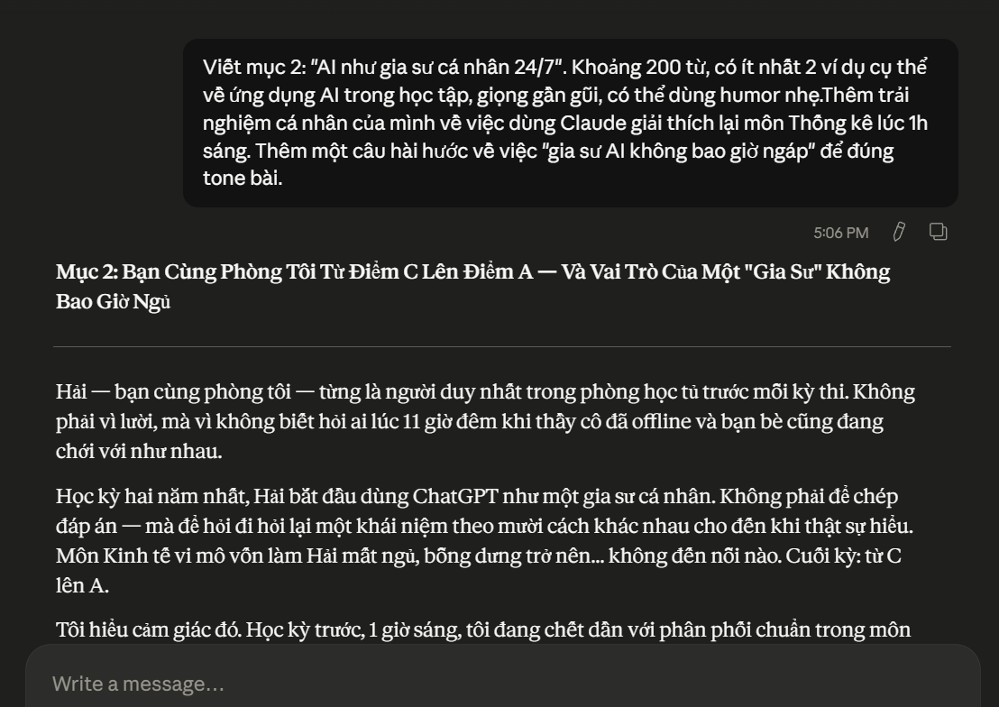 Viết mục 2: "AI như gia sư cá nhân 24/7". Khoảng 200 từ, có ít nhất 2 ví dụ cụ thể
về ứng dụng AI trong học tập, giọng gần gũi, có thể dùng humor nhẹ.Thêm trải
nghiệm cá nhân của mình về việc dùng Claude giải thích lại môn Thống kê lúc 1h
sáng. Thêm một câu hài hước về việc "gia sư AI không bao giờ ngáp" để đúng
tone bài.
5:06 PM
Mục 2: Bạn Cùng Phòng Tôi Từ Điểm C Lên Điểm A — Và Vai Trò Của Một "Gia Sư" Không
Bao Giờ Ngủ
Hải — bạn cùng phòng tôi — từng là người duy nhất trong phòng học tủ trước mỗi kỳ thi. Không
phải vì lười, mà vì không biết hỏi ai lúc 11 giờ đêm khi thầy cô đã offline và bạn bè cũng đang
chới với như nhau.
Học kỳ hai năm nhất, Hải bắt đầu dùng ChatGPT như một gia sư cá nhân. Không phải để chép
đáp án — mà để hỏi đi hỏi lại một khái niệm theo mười cách khác nhau cho đến khi thật sự hiểu.
Môn Kinh tế vi mô vốn làm Hải mất ngủ, bỗng dưng trở nên... không đến nỗi nào. Cuối kỳ: từ C
lên A.
Tôi hiểu cảm giác đó. Học kỳ trước, 1 giờ sáng, tôi đang chết dần với phân phối chuẩn trong môn
Write a message...